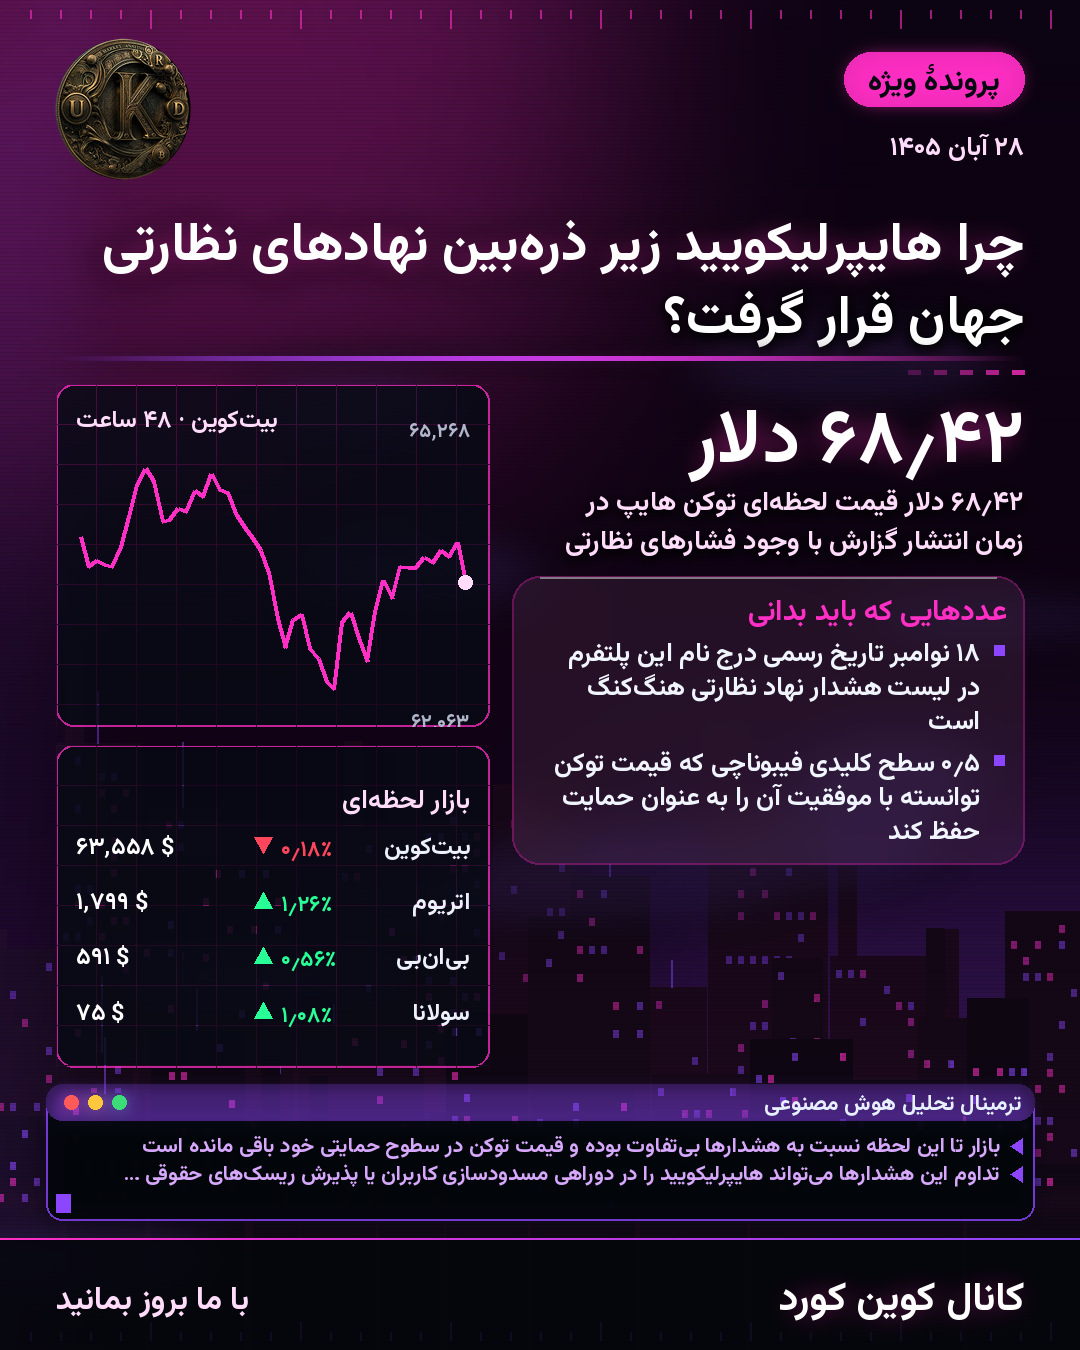 پروندهٔ ویژه
۲۸ آبان ۱۴۰۵
K
U
R
D
B
چرا هایپرلیکویید زیر ذره‌بین نهادهای نظارتی
جهان قرار گرفت؟
۶۸٫۴۲ دلار
۶۸٫۴۲ دلار قیمت لحظه‌ای توکن هایپ در
زمان انتشار گزارش با وجود فشارهای نظارتی
عددهایی که باید بدانی
۱۸ نوامبر تاریخ رسمی درج نام این پلتفرم
در لیست هشدار نهاد نظارتی هنگ‌کنگ
است
۰٫۵ سطح کلیدی فیبوناچی که قیمت توکن
توانسته با موفقیت آن را به عنوان حمایت
حفظ کند
بیت‌کوین · ۴۸ ساعت
۶۵,۲۶۸
۶۲,۰۶۳
بازار لحظه‌ای
بیت‌کوین ▼ ۰٫۱۸٪ ۶۳,۵۵۸ $
اتریوم ▲ ۱٫۲۶٪ ۱,۷۹۹ $
بی‌ان‌بی ▲ ۰٫۵۶٪ ۵۹۱ $
سولانا ▲ ۱٫۰۸٪ ۷۵ $
ترمینال تحلیل هوش مصنوعی
بازار تا این لحظه نسبت به هشدارها بی‌تفاوت بوده و قیمت توکن در سطوح حمایتی خود باقی مانده است
تداوم این هشدارها می‌تواند هایپرلیکویید را در دوراهی مسدودسازی کاربران یا پذیرش ریسک‌های حقوقی ...
کانال کوین کورد
با ما بروز بمانید